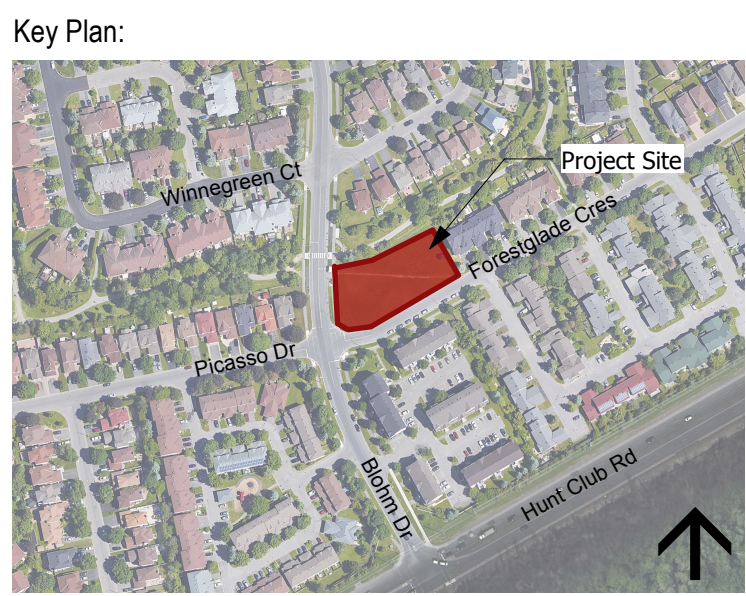 Key Plan:
Project Site
Winnegreen Ct
Forestglade Cres
Picasso Dr
Blohm Dr
Hunt Club Rd